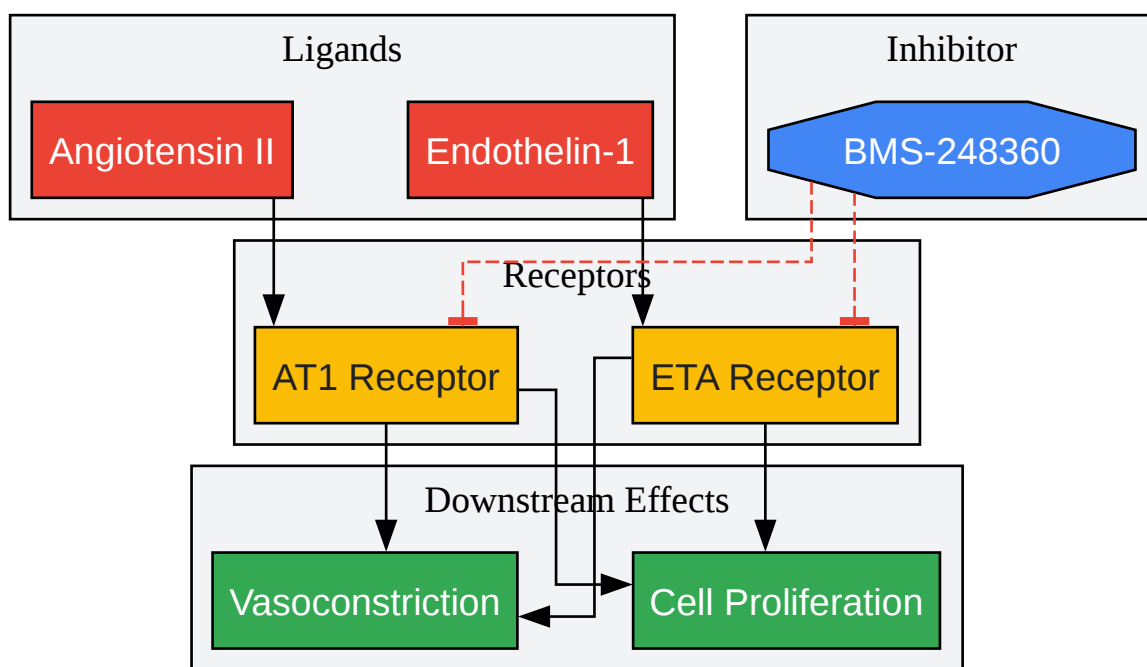 Ligands
Inhibitor
Angiotensin II
Endothelin-1
BMS-248360
Receptors
AT1 Receptor
ETA Receptor
Downstream Effects
Vasoconstriction
Cell Proliferation